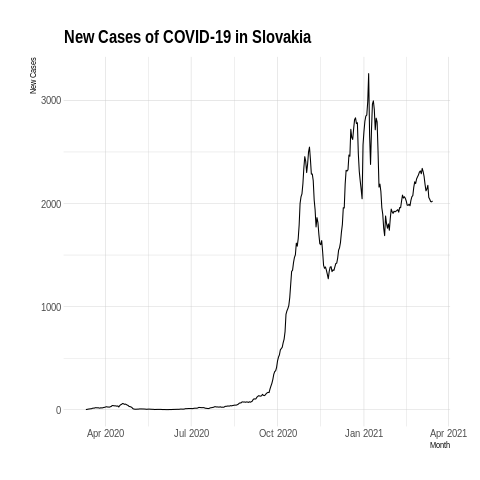 New Cases of COVID-19 in Slovakia
New Cases
3000
2000
1000
0
Apr 2020
Jul 2020
Oct 2020
Jan 2021
Apr 2021
Month